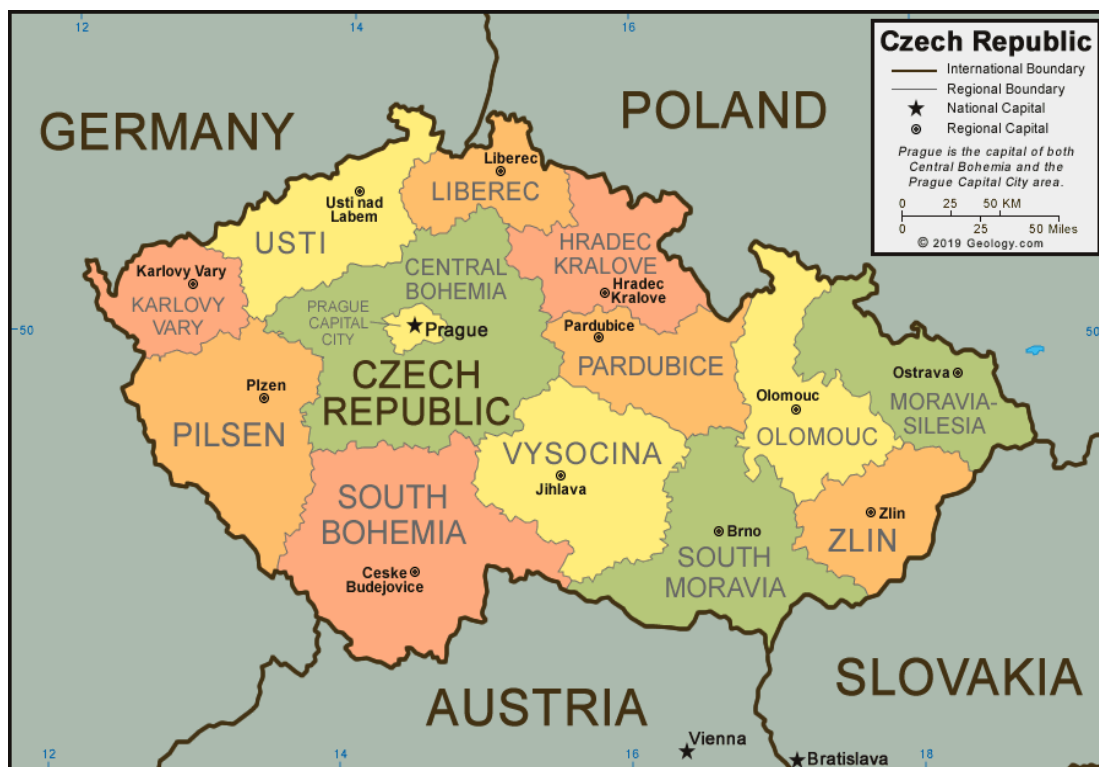 12
14
16
18
Czech Republic
International Boundary
Regional Boundary
National Capital
Regional Capital
Prague is the capital of both
Central Bohemia and the
Prague Capital City area.
0 25 50 KM
0 25 50 Miles
© 2019 Geology.com
GERMANY
POLAND
Liberec
LIBEREC
Usti nad
Labem
USTI
HRADEC
KRALOVE
Hradec
Kralove
Karlovy Vary
KARLOVY
VARY
CENTRAL
BOHEMIA
PRAGUE
CAPITAL
CITY
Prague
50
50
Pardubice
PARDUBICE
CZECH
REPUBLIC
Plzen
PILSEN
Ostrava
MORAVIA-
SILESIA
Olomouc
OLOMOUC
VYSOCINA
Jihlava
SOUTH
BOHEMIA
Ceske
Budejovice
Brno
SOUTH
MORAVIA
Zlin
ZLIN
AUSTRIA
SLOVAKIA
Vienna
Bratislava
12
14
16
18